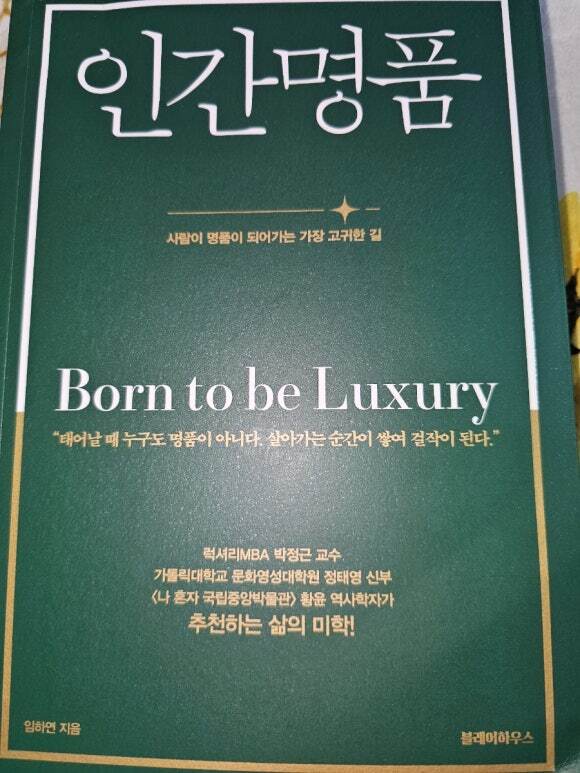 인간명품
사람이 명품이 되어가는 가장 고귀한 길
Born to be Luxury
“태어날 때 누구도 명품이 아니다. 살아가는 순간이 쌓여 걸작이 된다.”
럭셔리MBA 박정근 교수
가톨릭대학교 문화영성대학원 정태영 신부
〈나 혼자 국립중앙박물관〉 황윤 역사학자가
추천하는 삶의 미학!
임하연 지음
블레어하우스